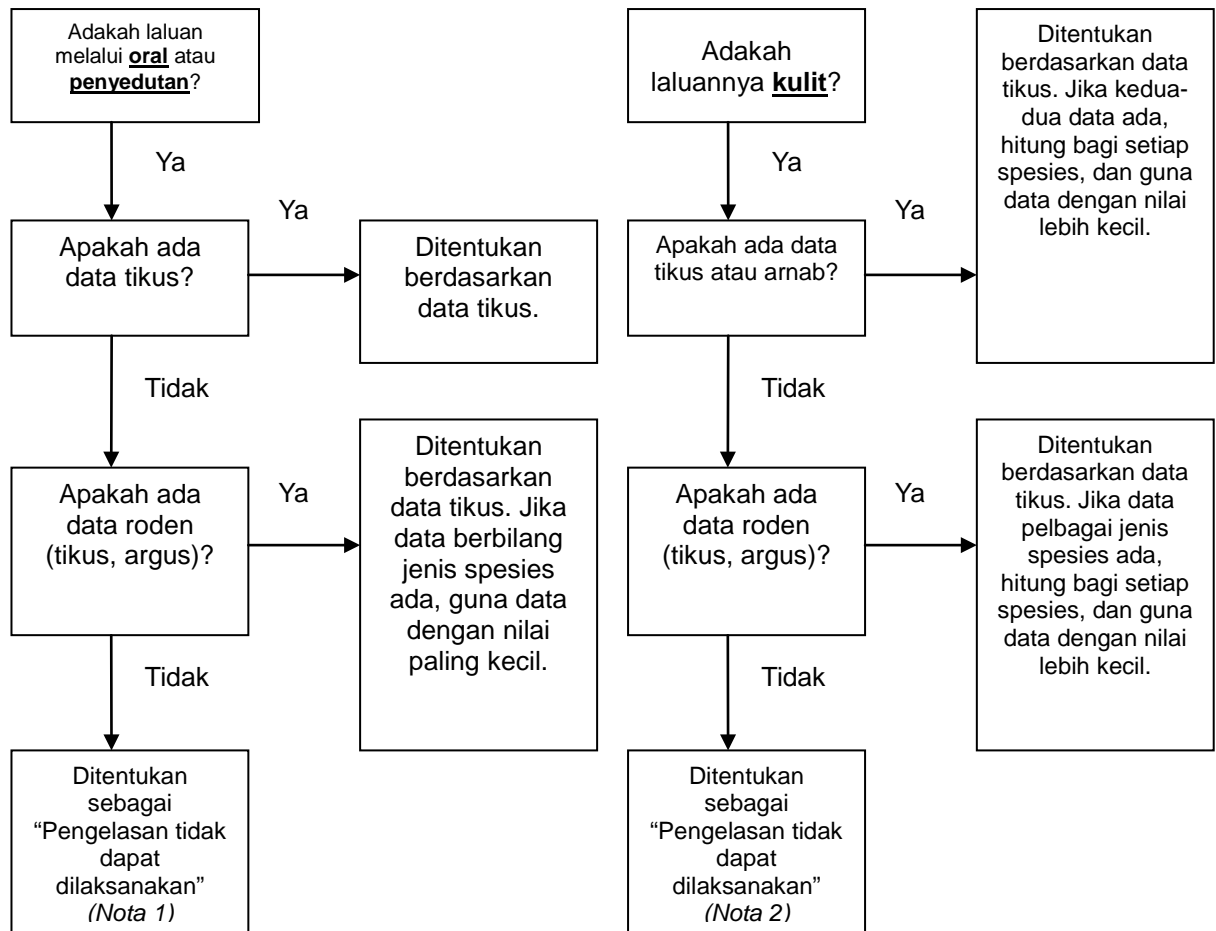 Adakah laluan
melalui oral atau
penyedutan?
Ya
Apakah ada
data tikus?
Ya
Ditentukan
berdasarkan
data tikus.
Tidak
Apakah ada
data roden
(tikus, argus)?
Ya
Ditentukan
berdasarkan
data tikus. Jika
data berbilang
jenis spesies
ada, guna data
dengan nilai
paling kecil.
Tidak
Ditentukan
sebagai
“Pengelasan tidak
dapat
dilaksanakan”
(Nota 1)
Adakah
laluannya kulit?
Ya
Apakah ada data
tikus atau arnab?
Ya
Ditentukan
berdasarkan data
tikus. Jika kedua-
dua data ada,
hitung bagi setiap
spesies, dan guna
data dengan nilai
lebih kecil.
Tidak
Apakah ada
data roden
(tikus, argus)?
Ya
Ditentukan
berdasarkan data
tikus. Jika data
pelbagai jenis
spesies ada,
hitung bagi setiap
spesies, dan guna
data dengan nilai
lebih kecil.
Tidak
Ditentukan
sebagai
“Pengelasan tidak
dapat
dilaksanakan”
(Nota 2)